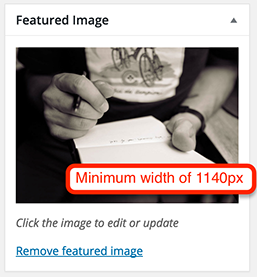 Featured Image
Minimum width of 1140px
Click the image to edit or update
Remove featured image